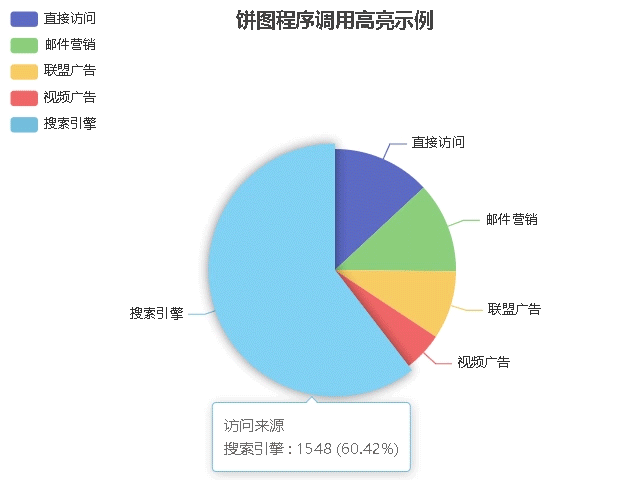 饼图程序调用高亮示例
直接访问
邮件营销
联盟广告
视频广告
搜索引擎
直接访问
邮件营销
联盟广告
搜索引擎
视频广告
访问来源
搜索引擎 : 1548 (60.42%)